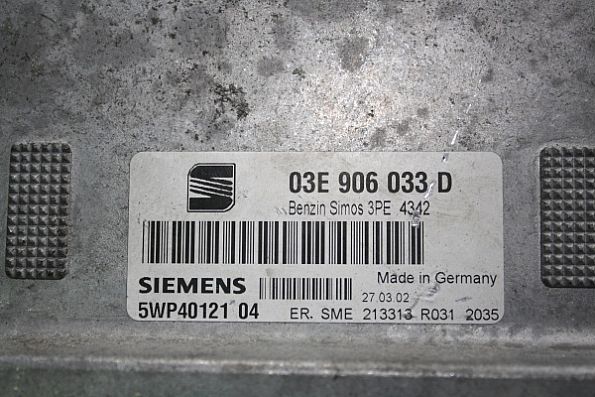 03E 906 033 D
Benzin Simos 3PE 4342
SIEMENS
Made in Germany
27.03.02
5WP40121 04
ER. SME 213313 R031 2035